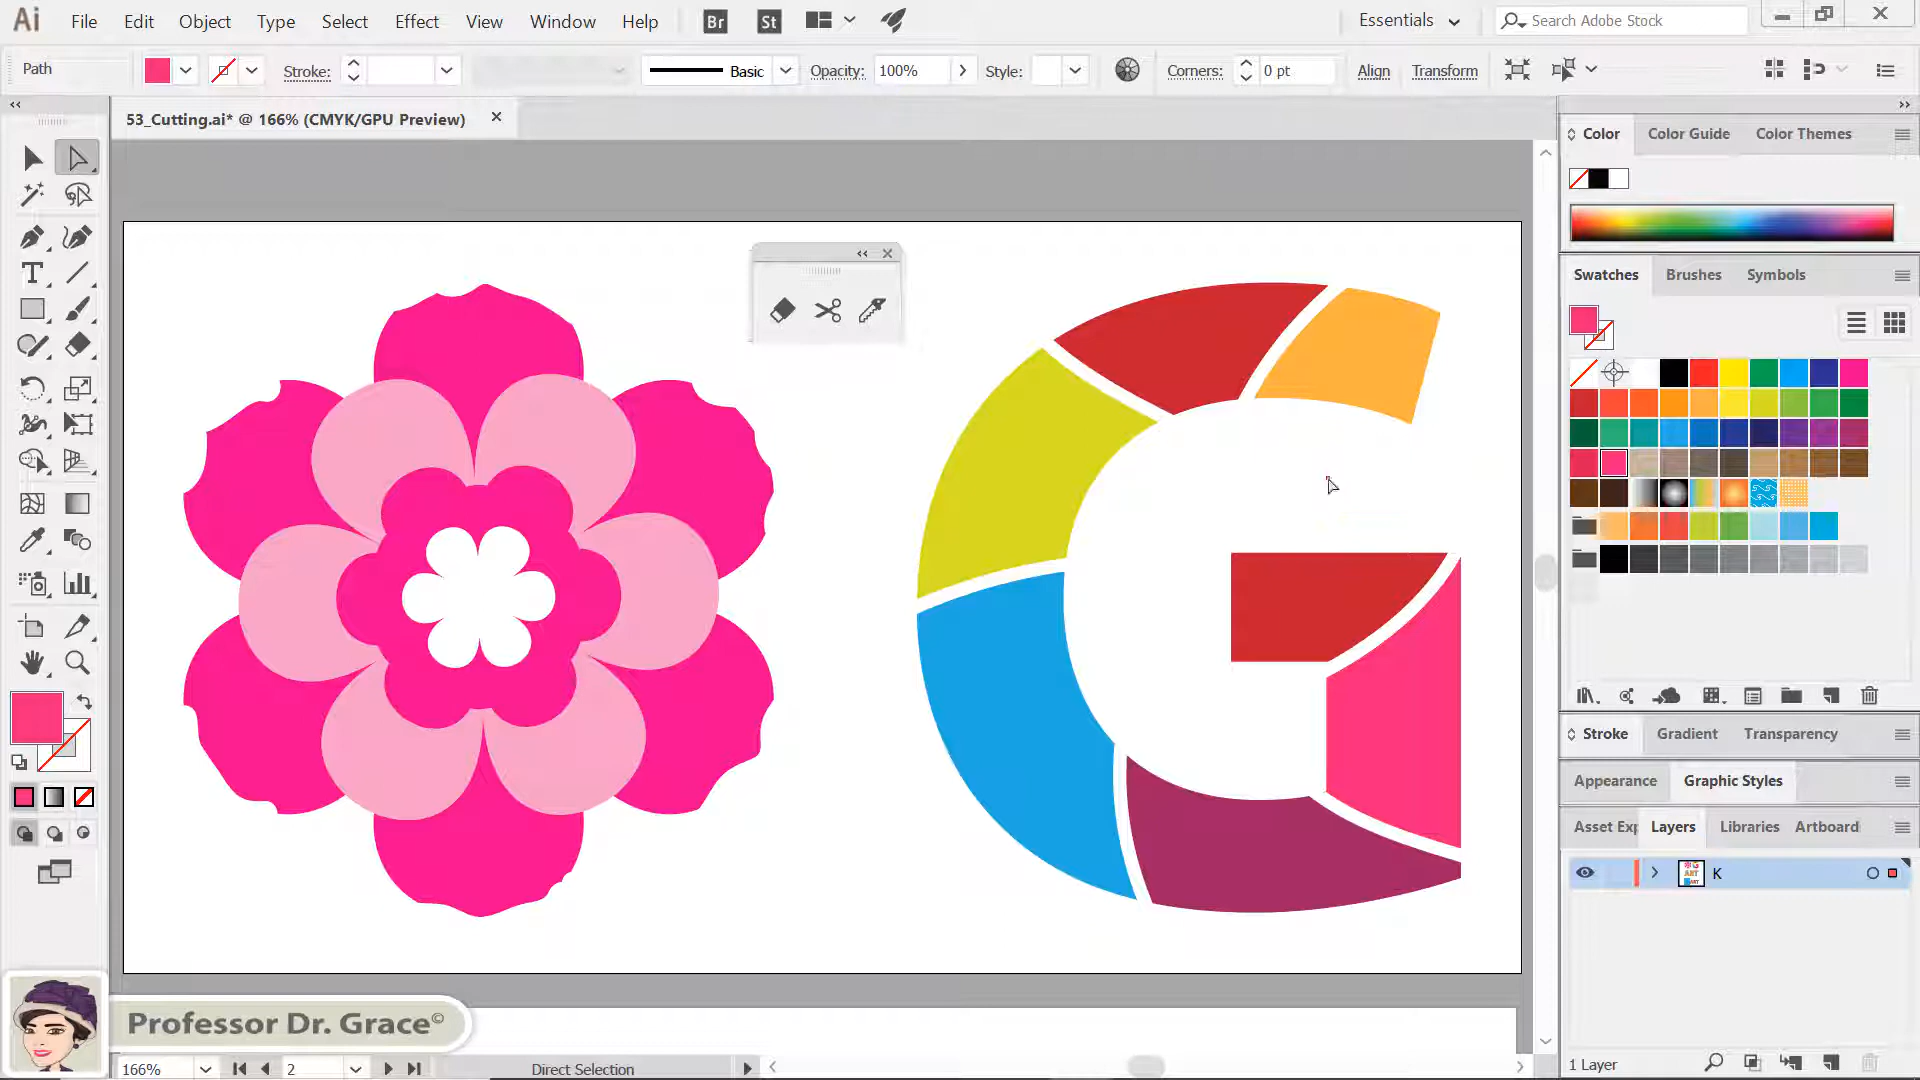 Ai File Edit Object Type Select Effect View Window Help Br St Essentials Search Adobe Stock
Path Stroke: Basic Opacity: 100% Style: Corners: 0 pt Align Transform
53_Cutting.ai* @ 166% (CMYK/GPU Preview)
Color Color Guide Color Themes
Swatches Brushes Symbols
G
Stroke Gradient Transparency
Appearance Graphic Styles
Asset Exp Layers Libraries Artboard
K
Professor Dr. Grace©
166% 2 Direct Selection
1 Layer